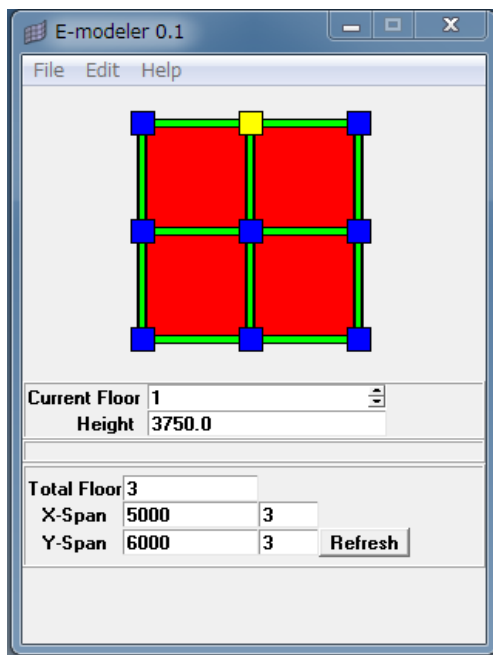 E-modeler 0.1
File Edit Help
Current Floor 1
Height 3750.0
Total Floor 3
X-Span 5000 3
Y-Span 6000 3 Refresh